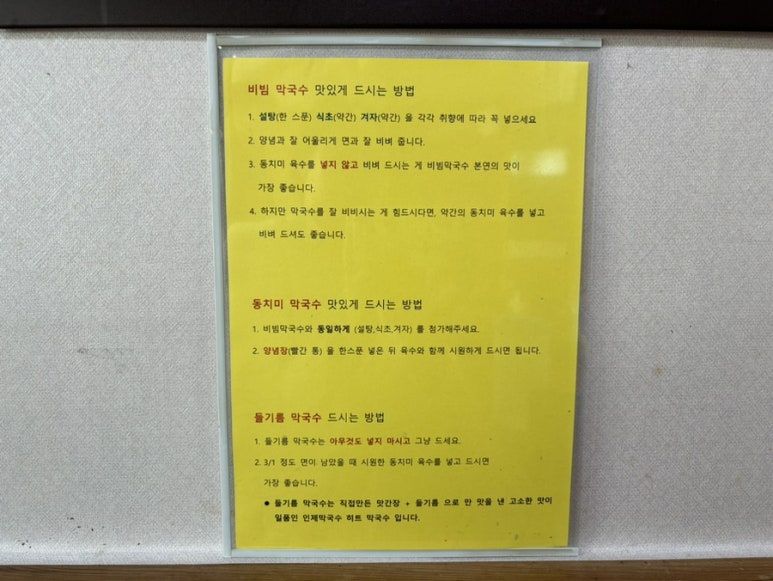 비빔 막국수 맛있게 드시는 방법
1. 설탕(한 스푼) 식초(약간) 겨자(약간) 을 각각 취향에 따라 꼭 넣으세요
2. 양념과 잘 어울리게 면과 잘 비벼 줍니다.
3. 동치미 육수를 넣지 않고 비벼 드시는 게 비빔막국수 본연의 맛이
가장 좋습니다.
4. 하지만 막국수를 잘 비비시는 게 힘드시다면, 약간의 동치미 육수를 넣고
비벼 드셔도 좋습니다.
동치미 막국수 맛있게 드시는 방법
1. 비빔막국수와 동일하게 (설탕,식초,겨자) 를 첨가해주세요.
2. 양념장(빨간 통) 을 한스푼 넣은 뒤 육수와 함께 시원하게 드시면 됩니다.
들기름 막국수 드시는 방법
1. 들기름 막국수는 아무것도 넣지 마시고 그냥 드세요.
2. 3/1 정도 면이 남았을 때 시원한 동치미 육수를 넣고 드시면
가장 좋습니다.
● 들기름 막국수는 직접만든 맛간장 + 들기름 으로 만 맛을 낸 고소한 맛이
일품인 인제막국수 히트 막국수 입니다.